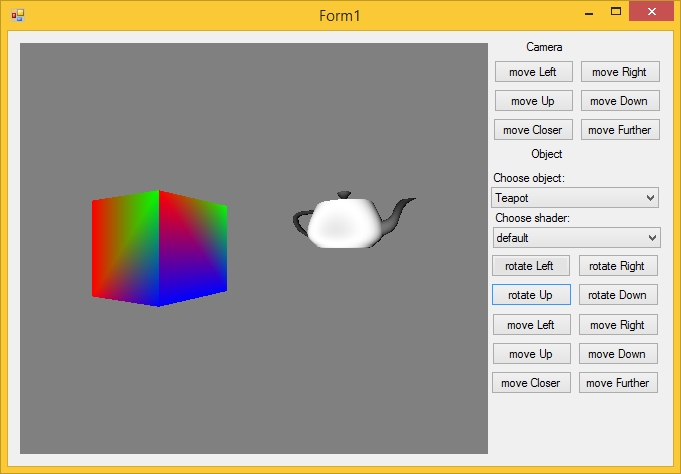 Form1
Camera
move Left move Right
move Up move Down
move Closer move Further
Object
Choose object:
Teapot
Choose shader:
default
rotate Left rotate Right
rotate Up rotate Down
move Left move Right
move Up move Down
move Closer move Further